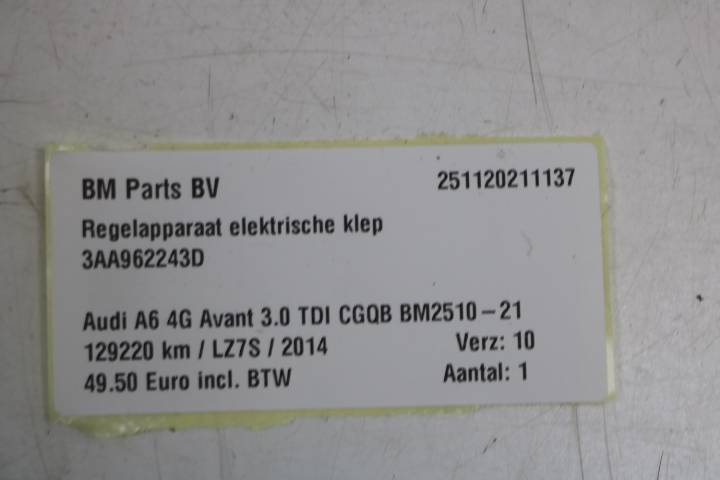 BM Parts BV 251120211137
Regelapparaat elektrische klep
3AA962243D
Audi A6 4G Avant 3.0 TDI CGQB BM2510-21
129220 km / LZ7S / 2014 Verz: 10
49.50 Euro incl. BTW Aantal: 1